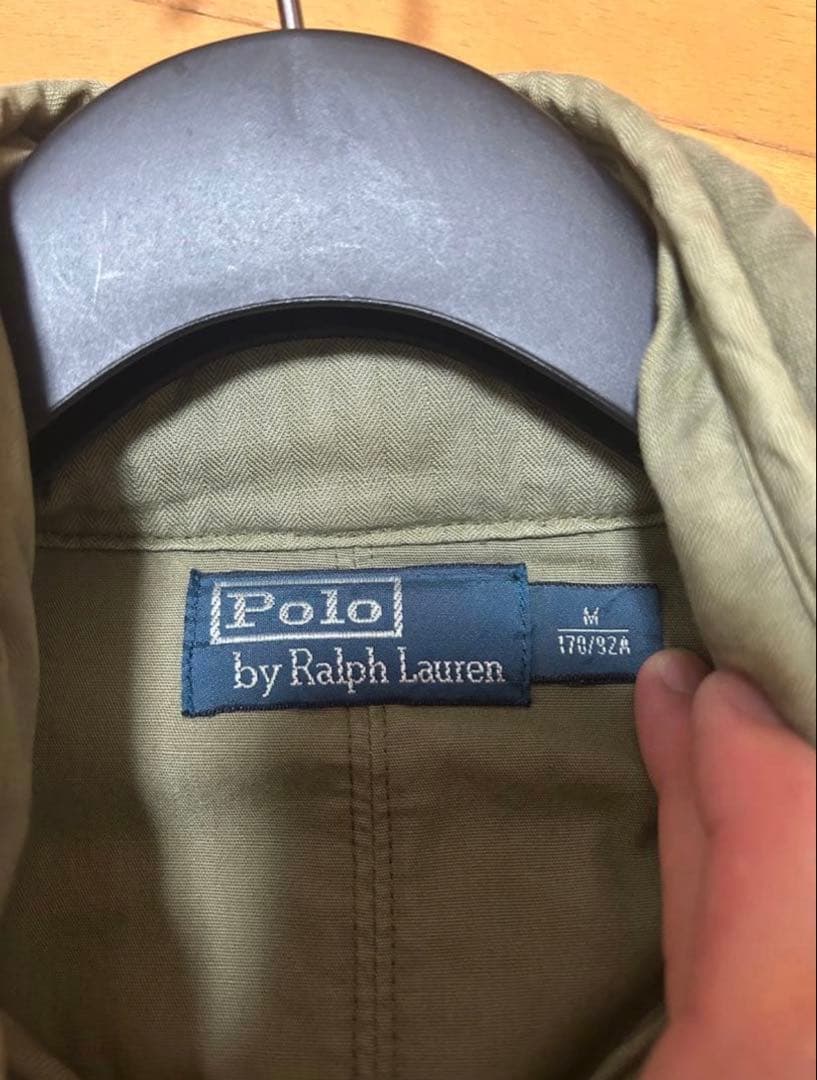 Polo
by Ralph Lauren
M
170/92A